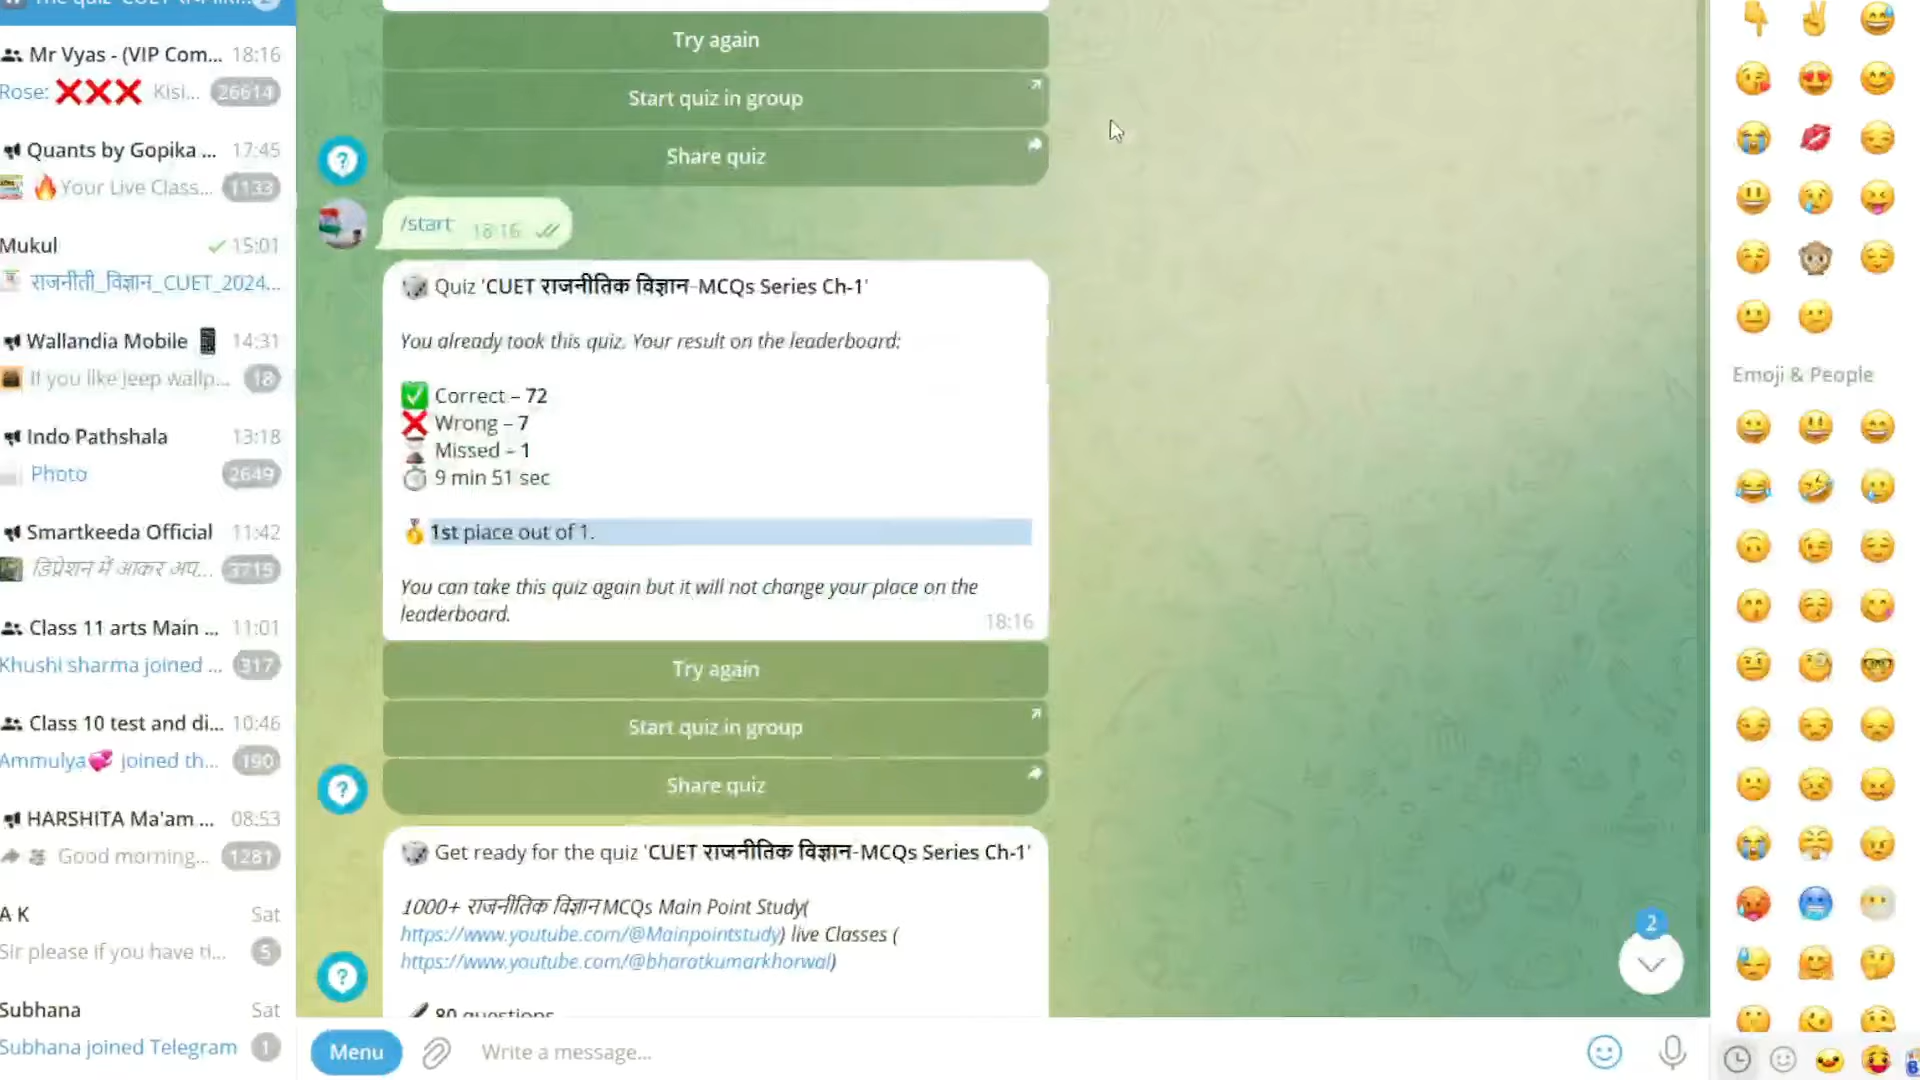 Mr Vyas - (VIP Com... 18:16
Rose: ❌❌❌ Kisi... 26614
Quants by Gopika ... 17:45
🔥Your Live Class... 1133
Mukul 15:01
राजनीती_विज्ञान_CUET_2024...
Wallandia Mobile 📱 14:31
If you like Jeep wallp... 18
Indo Pathshala 13:18
Photo 2649
Smartkeeda Official 11:42
डिप्रेशन में आकर अप... 3715
Class 11 arts Main ... 11:01
Khushi sharma joined ... 317
Class 10 test and di... 10:46
Ammulya💞 joined th... 190
HARSHITA Ma'am ... 08:53
Good morning... 1281
A K Sat
Sir please if you have ti... 5
Subhana Sat
Subhana joined Telegram 1
Try again
Start quiz in group
Share quiz
/start 18:16
🎲 Quiz 'CUET राजनीतिक विज्ञान-MCQs Series Ch-1'
You already took this quiz. Your result on the leaderboard:
✅ Correct – 72
❌ Wrong – 7
⌛ Missed – 1
⏱ 9 min 51 sec
🥇 1st place out of 1.
You can take this quiz again but it will not change your place on the
leaderboard.
18:16
Try again
Start quiz in group
Share quiz
🎲 Get ready for the quiz 'CUET राजनीतिक विज्ञान-MCQs Series Ch-1'
1000+ राजनीतिक विज्ञान MCQs Main Point Study(
https://www.youtube.com/@Mainpointstudy) live Classes (
https://www.youtube.com/@bharatkumarkhorwal)
80 questions
2
Menu
Write a message...
Emoji & People